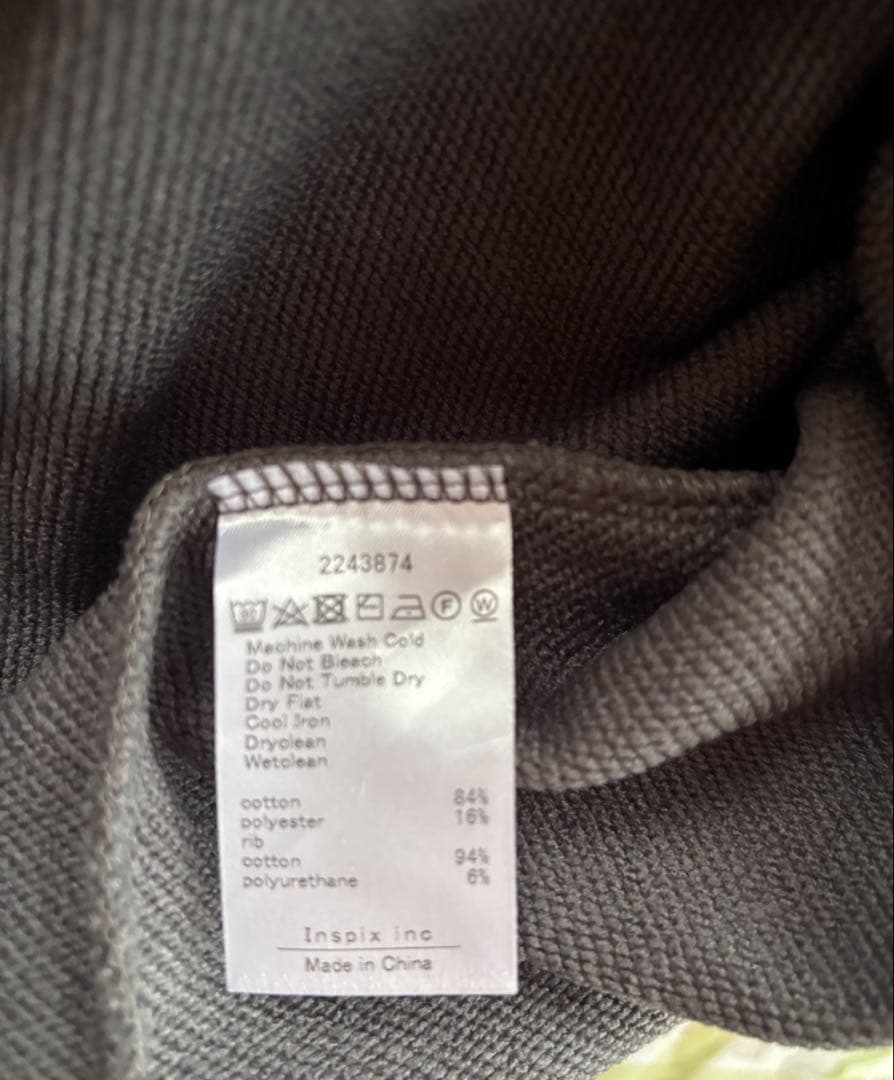 2243874
F W
Machine Wash Cold
Do Not Bleach
Do Not Tumble Dry
Dry Flat
Cool Iron
Dryclean
Wetclean
cotton 84%
polyester 16%
rib
cotton 94%
polyurethane 6%
Inspix inc
Made in China